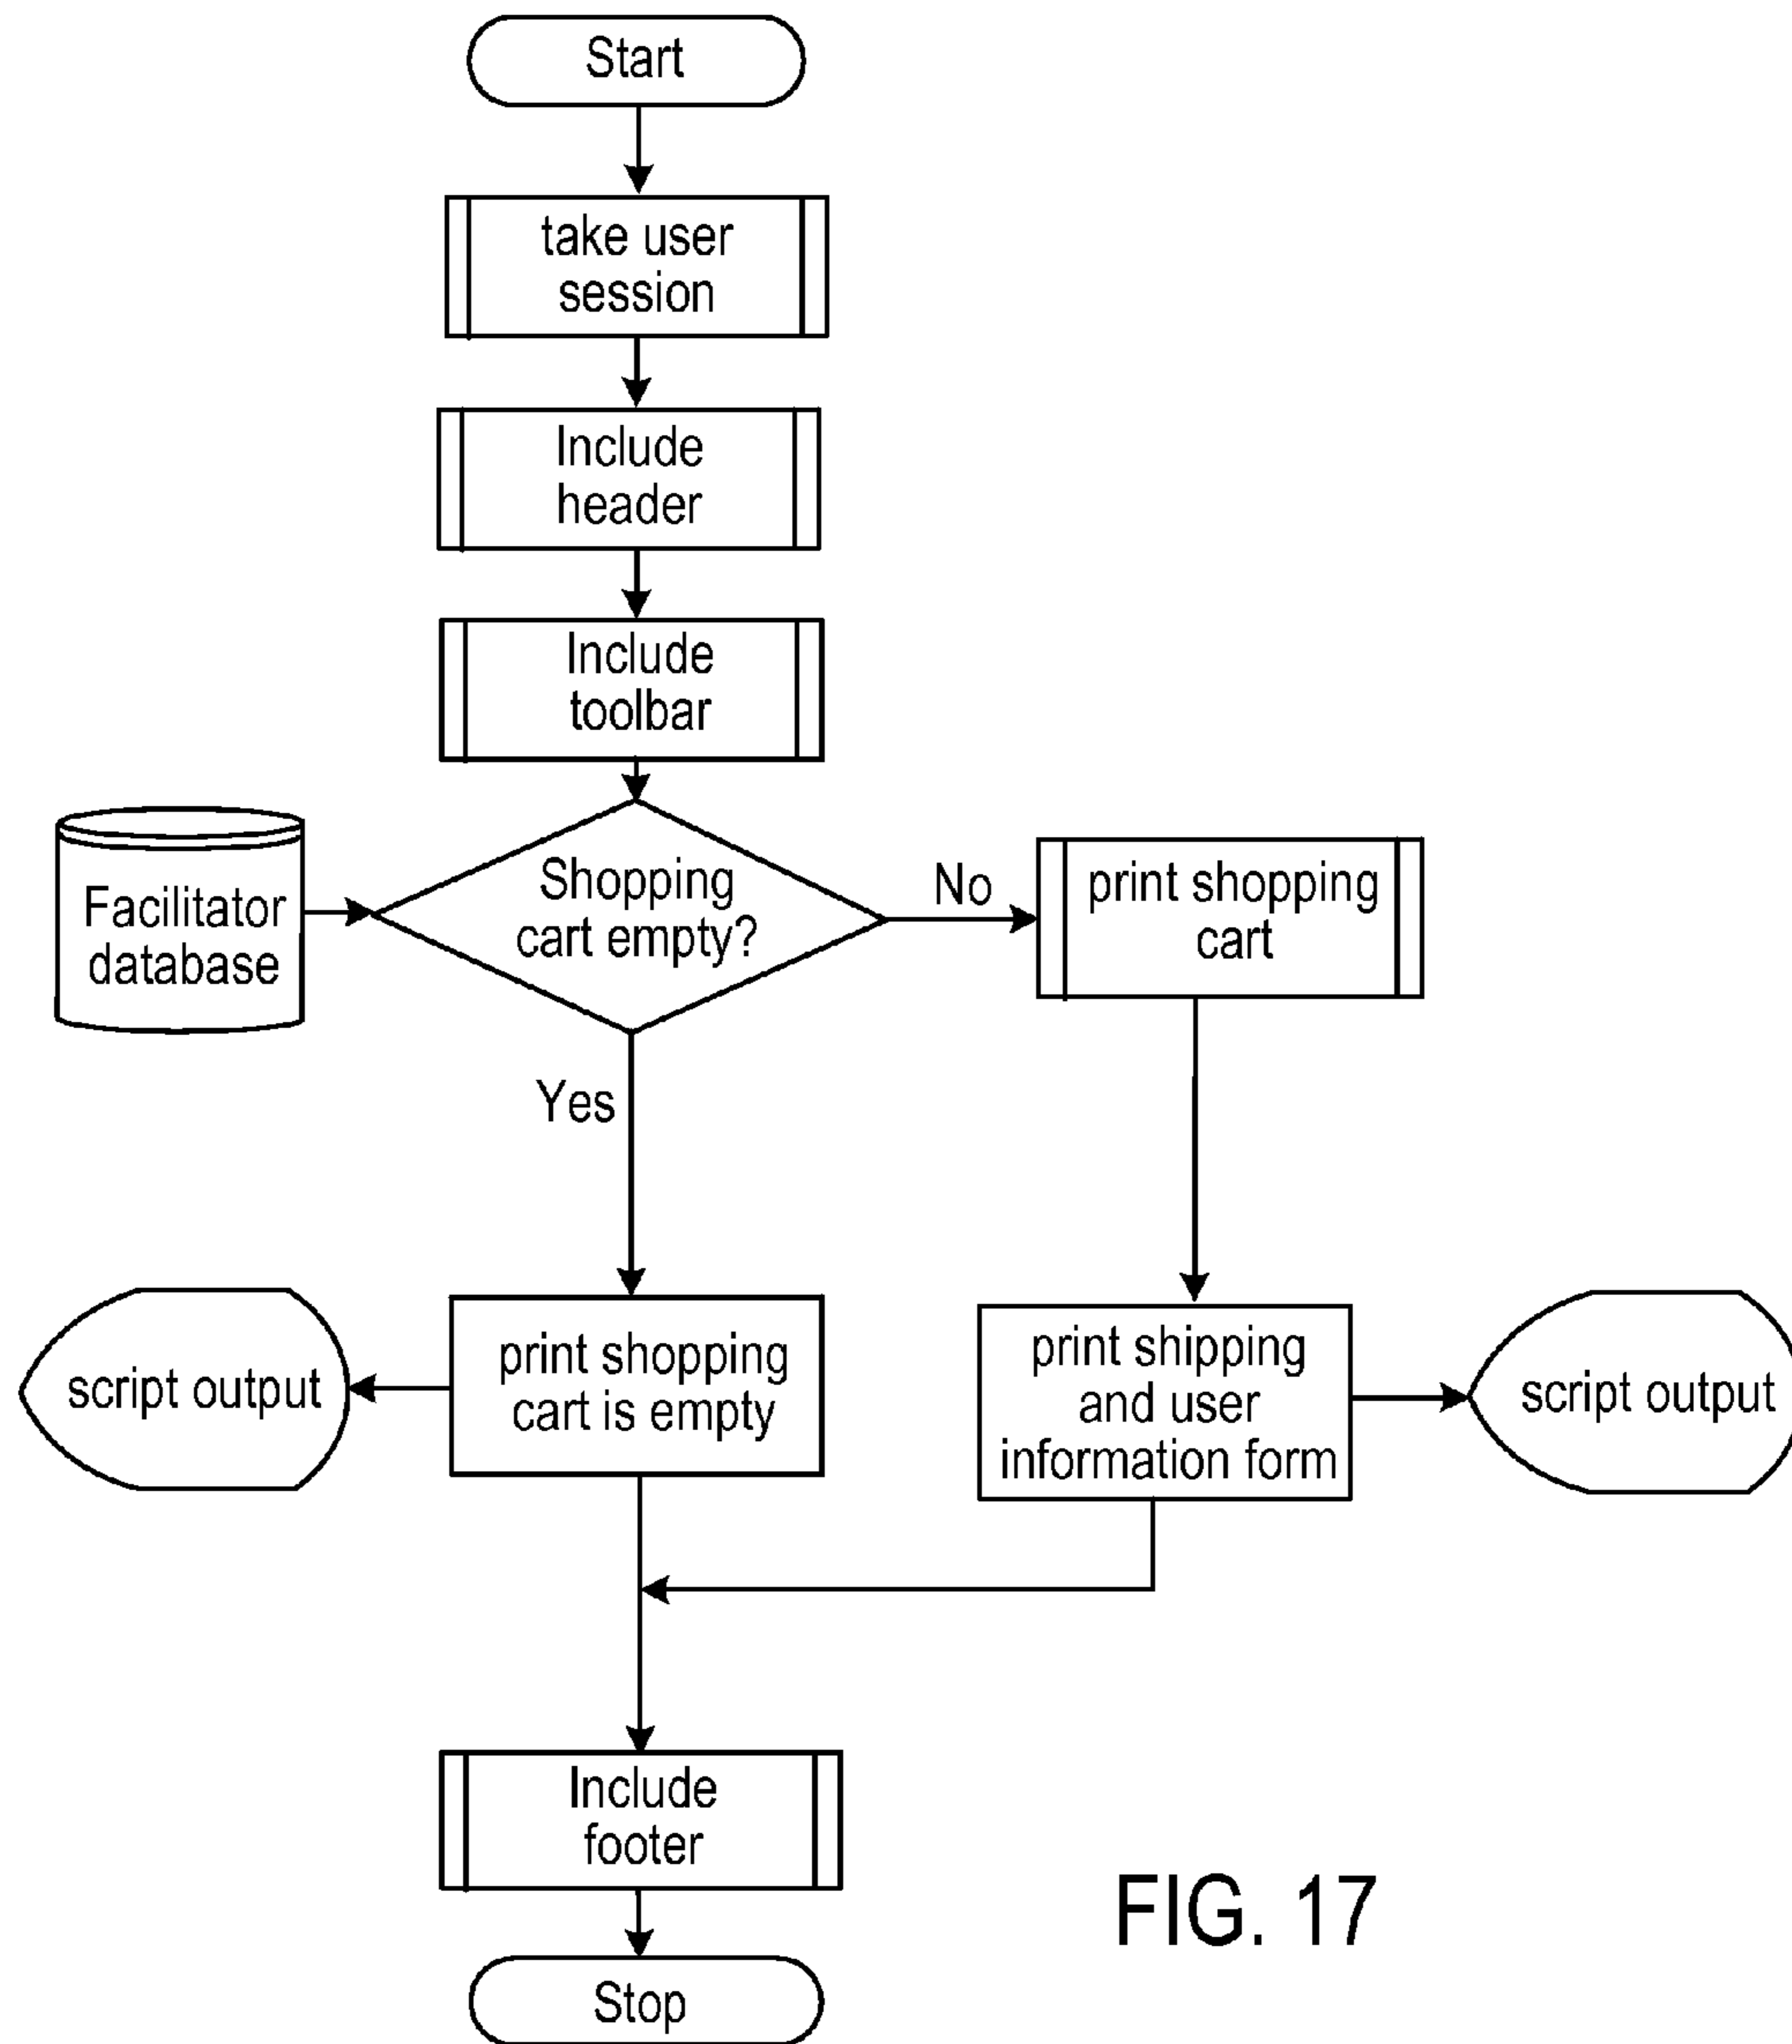 Start
take user
session
Include
header
Include
toolbar
Facilitator
database
Shopping
cart empty?
No
print shopping
cart
Yes
script output
print shopping
cart is empty
print shipping
and user
information form
script output
Include
footer
Stop
FIG. 17